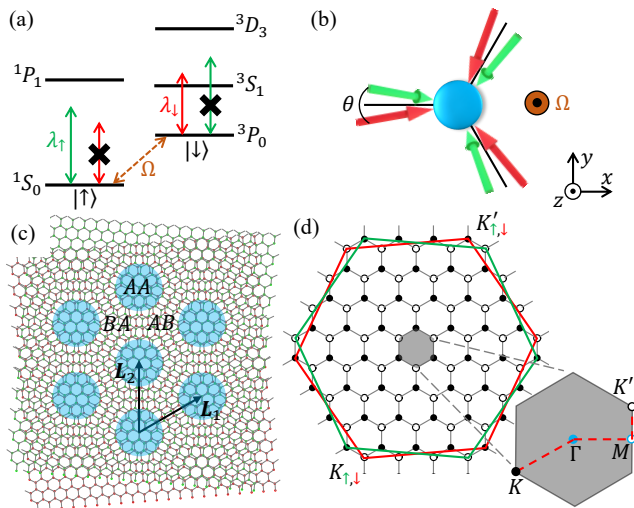 (a)
³D₃
¹P₁
³S₁
λ↑
λ↓
³P₀
¹S₀
|↑⟩
Ω
|↓⟩
(b)
θ
Ω
y
z
x
(c)
AA
BA
AB
L₂
L₁
(d)
K′↑,↓
K↑,↓
K′
Γ
M
K